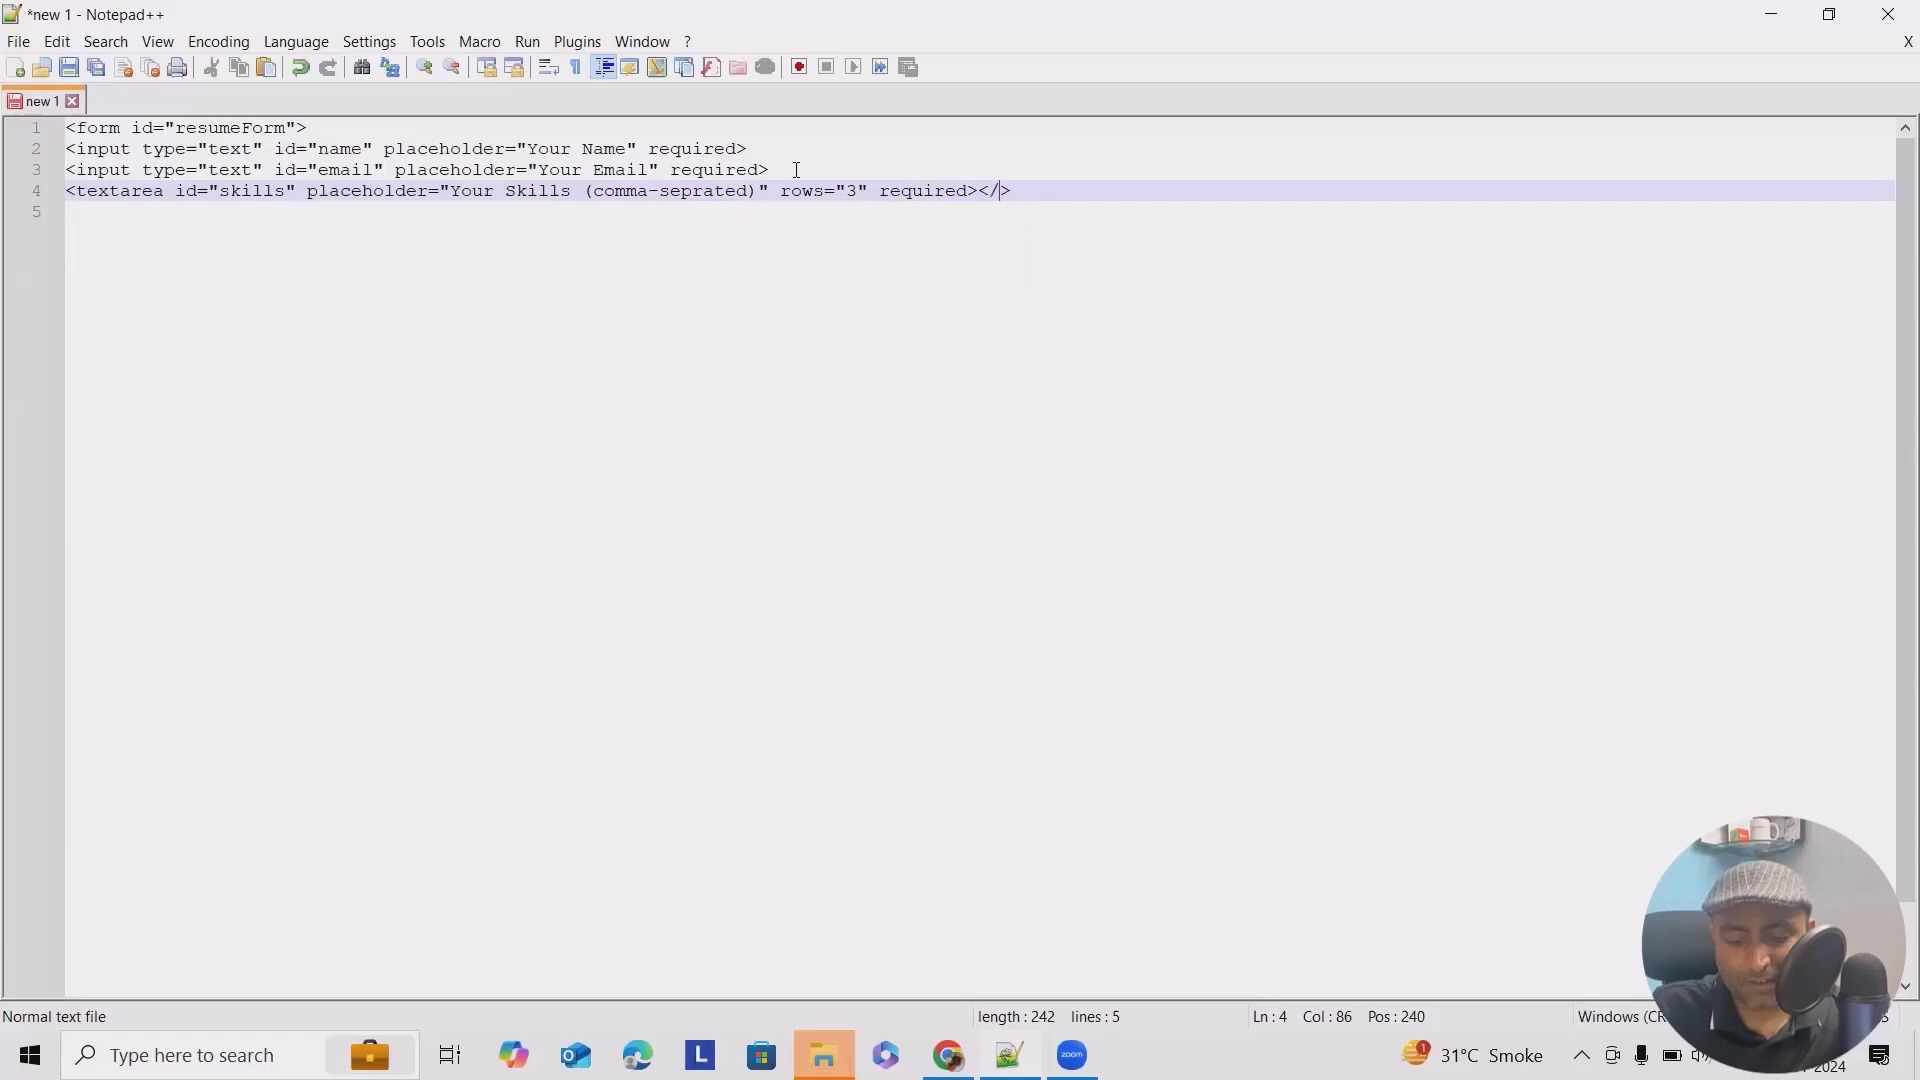 *new 1 - Notepad++
File Edit Search View Encoding Language Settings Tools Macro Run Plugins Window ? X
new 1
1 <form id="resumeForm">
2 <input type="text" id="name" placeholder="Your Name" required>
3 <input type="text" id="email" placeholder="Your Email" required>
4 <textarea id="skills" placeholder="Your Skills (comma-seprated)" rows="3" required></>
5
Normal text file length : 242 lines : 5 Ln : 4 Col : 86 Pos : 240 Windows (CR
Type here to search L zoom 1 31°C Smoke
2024